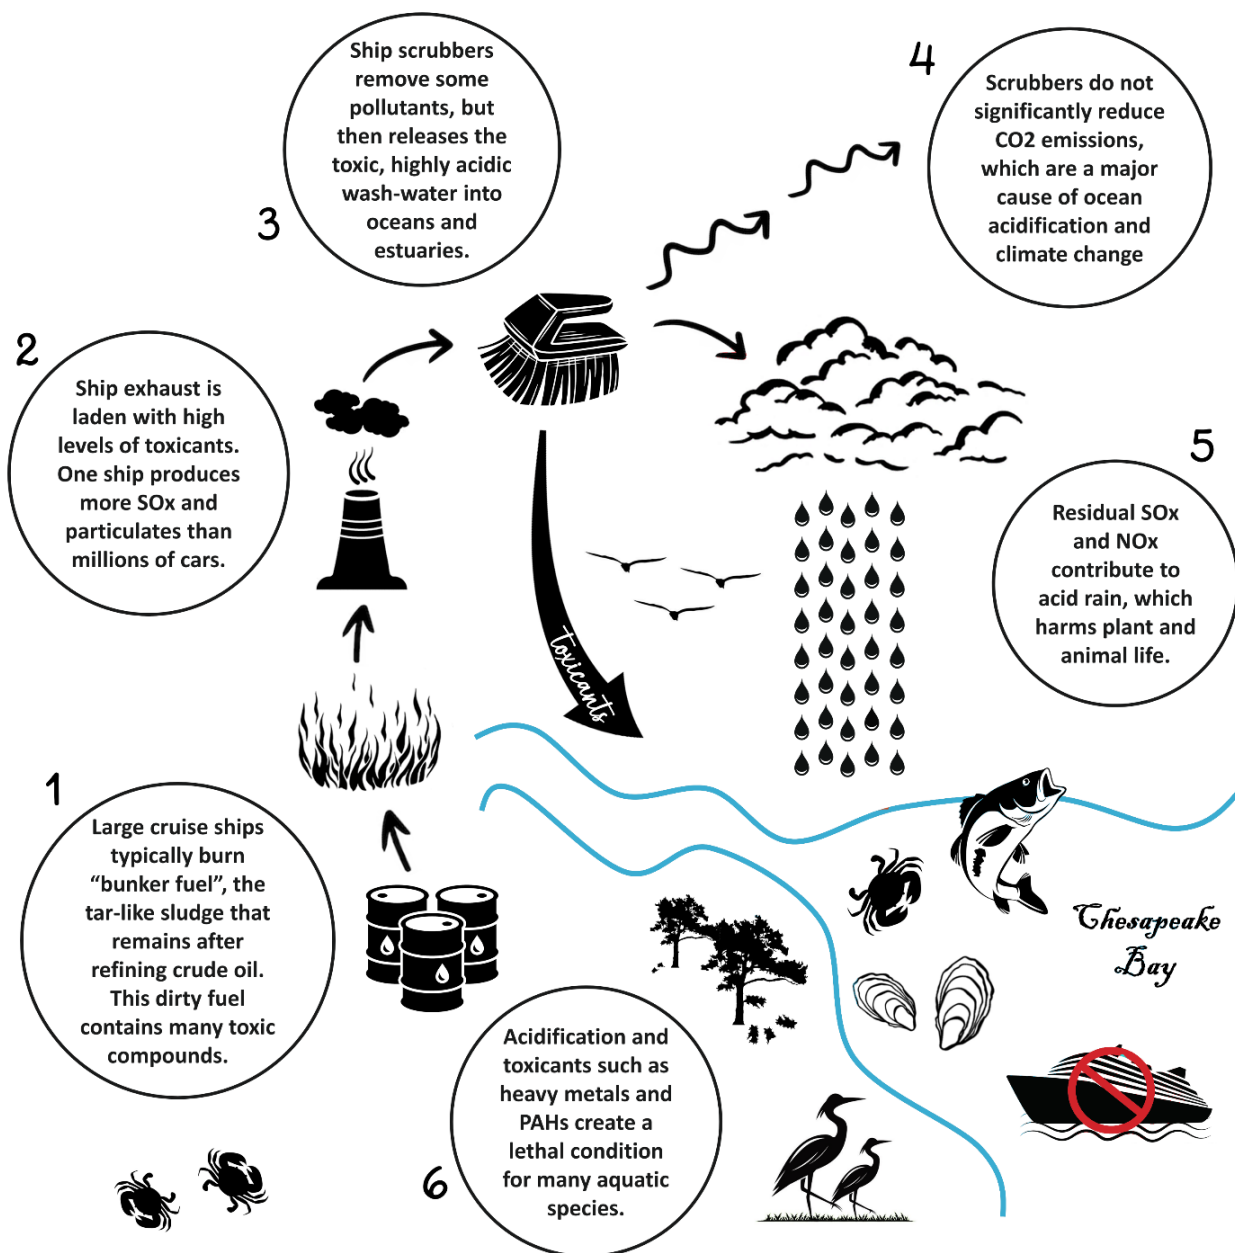 1
Large cruise ships
typically burn
“bunker fuel”, the
tar-like sludge that
remains after
refining crude oil.
This dirty fuel
contains many toxic
compounds.
2
Ship exhaust is
laden with high
levels of toxicants.
One ship produces
more SOx and
particulates than
millions of cars.
3
Ship scrubbers
remove some
pollutants, but
then releases the
toxic, highly acidic
wash-water into
oceans and
estuaries.
toxicants
4
Scrubbers do not
significantly reduce
CO2 emissions,
which are a major
cause of ocean
acidification and
climate change
5
Residual SOx
and NOx
contribute to
acid rain, which
harms plant and
animal life.
Chesapeake
Bay
6
Acidification and
toxicants such as
heavy metals and
PAHs create a
lethal condition
for many aquatic
species.